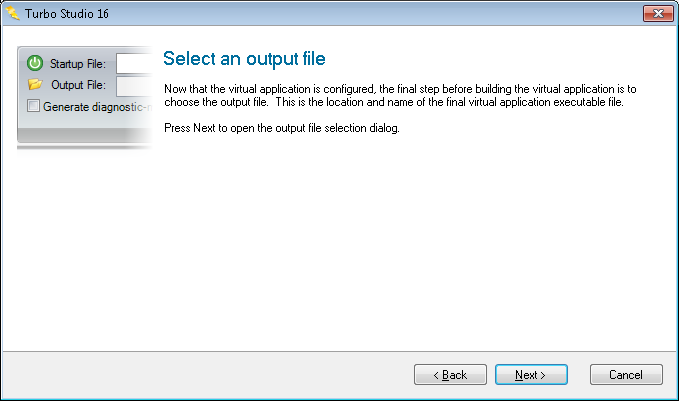 Turbo Studio 16
Startup File:
Output File:
Generate diagnostic-
Select an output file
Now that the virtual application is configured, the final step before building the virtual application is to
choose the output file.  This is the location and name of the final virtual application executable file.
Press Next to open the output file selection dialog.
< Back
Next >
Cancel